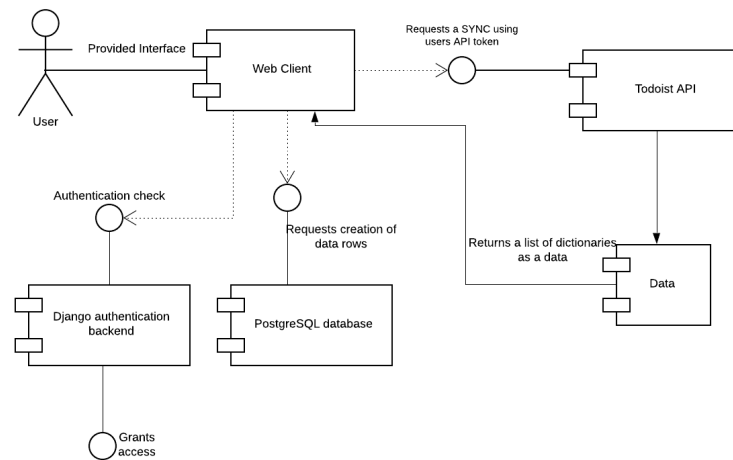 Requests a SYNC using
users API token
Provided Interface
Web Client
Todoist API
User
Authentication check
Requests creation of
data rows
Returns a list of dictionaries
as a data
Data
Django authentication
backend
PostgreSQL database
Grants
access